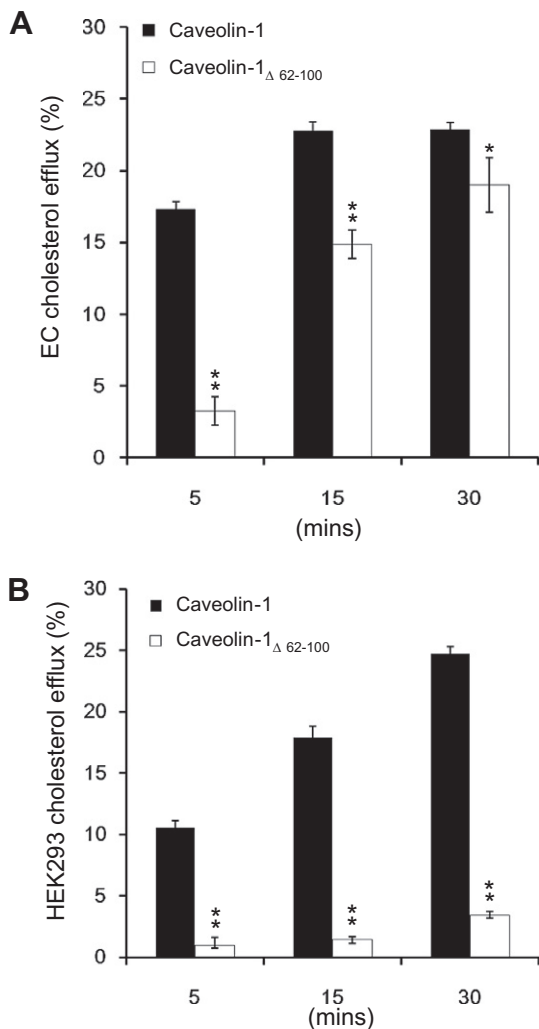 A
EC cholesterol efflux (%)
30
25
20
15
10
5
0
Caveolin-1
Caveolin-1Δ 62-100
**
**
*
5 15 30
(mins)
B
HEK293 cholesterol efflux (%)
30
25
20
15
10
5
0
Caveolin-1
Caveolin-1Δ 62-100
**
**
**
5 15 30
(mins)